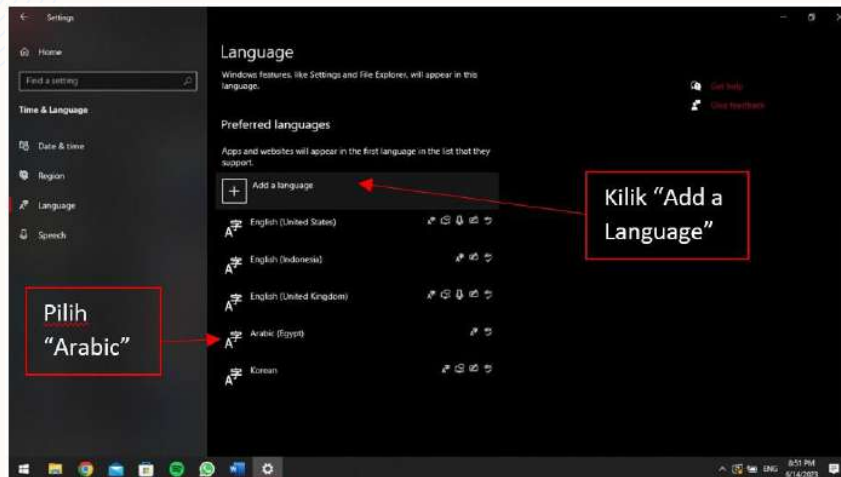 Settings
Home
Find a setting
Time & Language
Date & time
Region
Language
Speech
Language
Windows features, like Settings and File Explorer, will appear in this
language.
Preferred languages
Apps and websites will appear in the first language in the list that they
support.
Add a language
English (United States)
English (Indonesia)
English (United Kingdom)
Arabic (Egypt)
Korean
Get help
Give feedback
Kilik “Add a
Language”
Pilih
“Arabic”
ENG
8:51 PM
6/14/2023